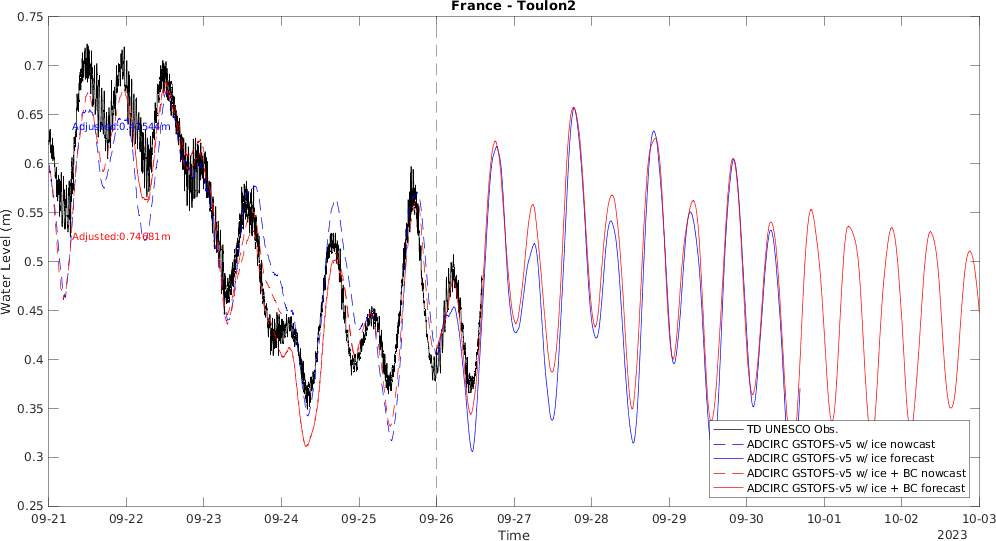 France - Toulon2
Water Level (m)
0.75
0.7
0.65
0.6
0.55
0.5
0.45
0.4
0.35
0.3
0.25
Adjusted:0.74681m
TD UNESCO Obs.
ADCIRC GSTOFS-v5 w/ ice nowcast
ADCIRC GSTOFS-v5 w/ ice forecast
ADCIRC GSTOFS-v5 w/ ice + BC nowcast
ADCIRC GSTOFS-v5 w/ ice + BC forecast
09-21 09-22 09-23 09-24 09-25 09-26 09-27 09-28 09-29 09-30 10-01 10-02 10-03
Time
2023